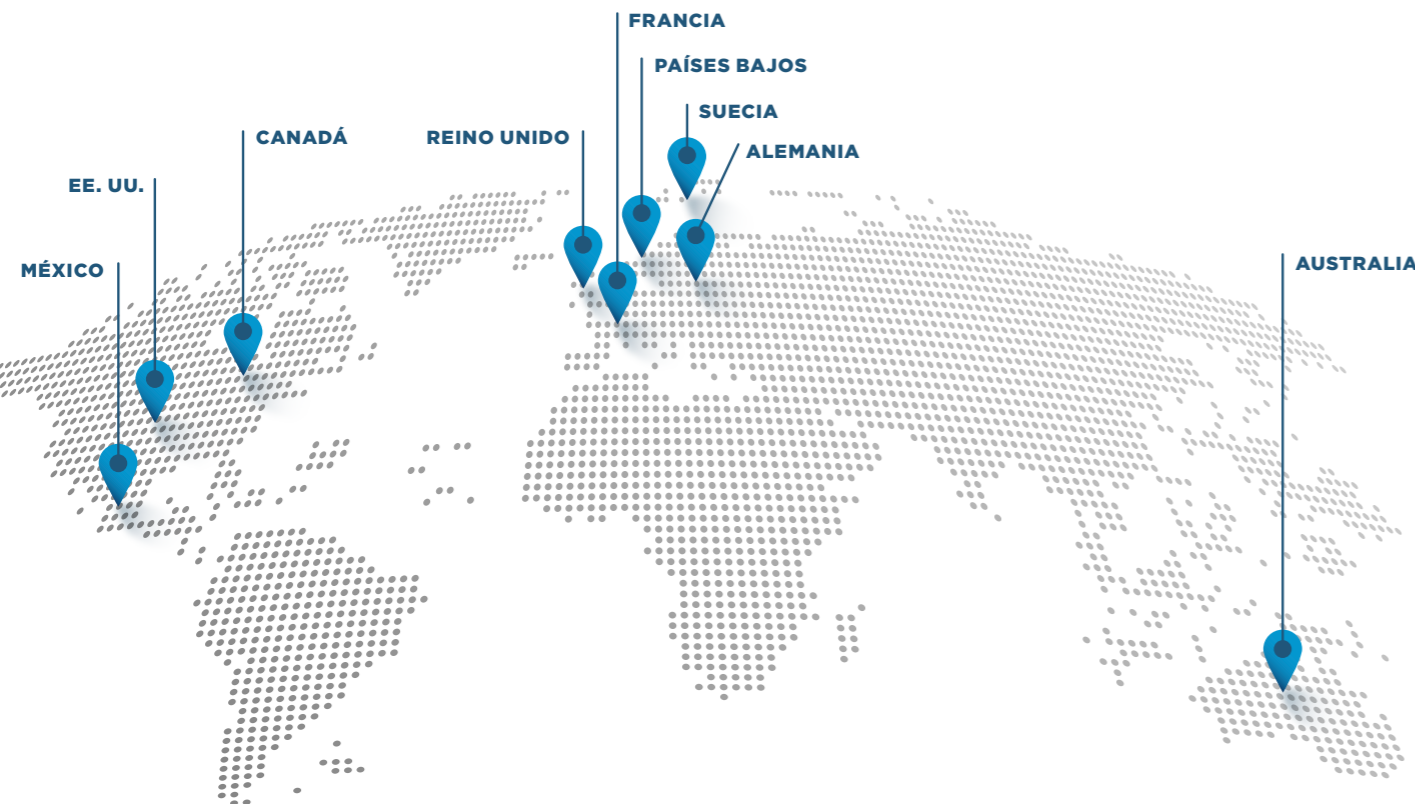 FRANCIA
PAÍSES BAJOS
SUECIA
CANADÁ
REINO UNIDO
ALEMANIA
EE. UU.
MÉXICO
AUSTRALIA